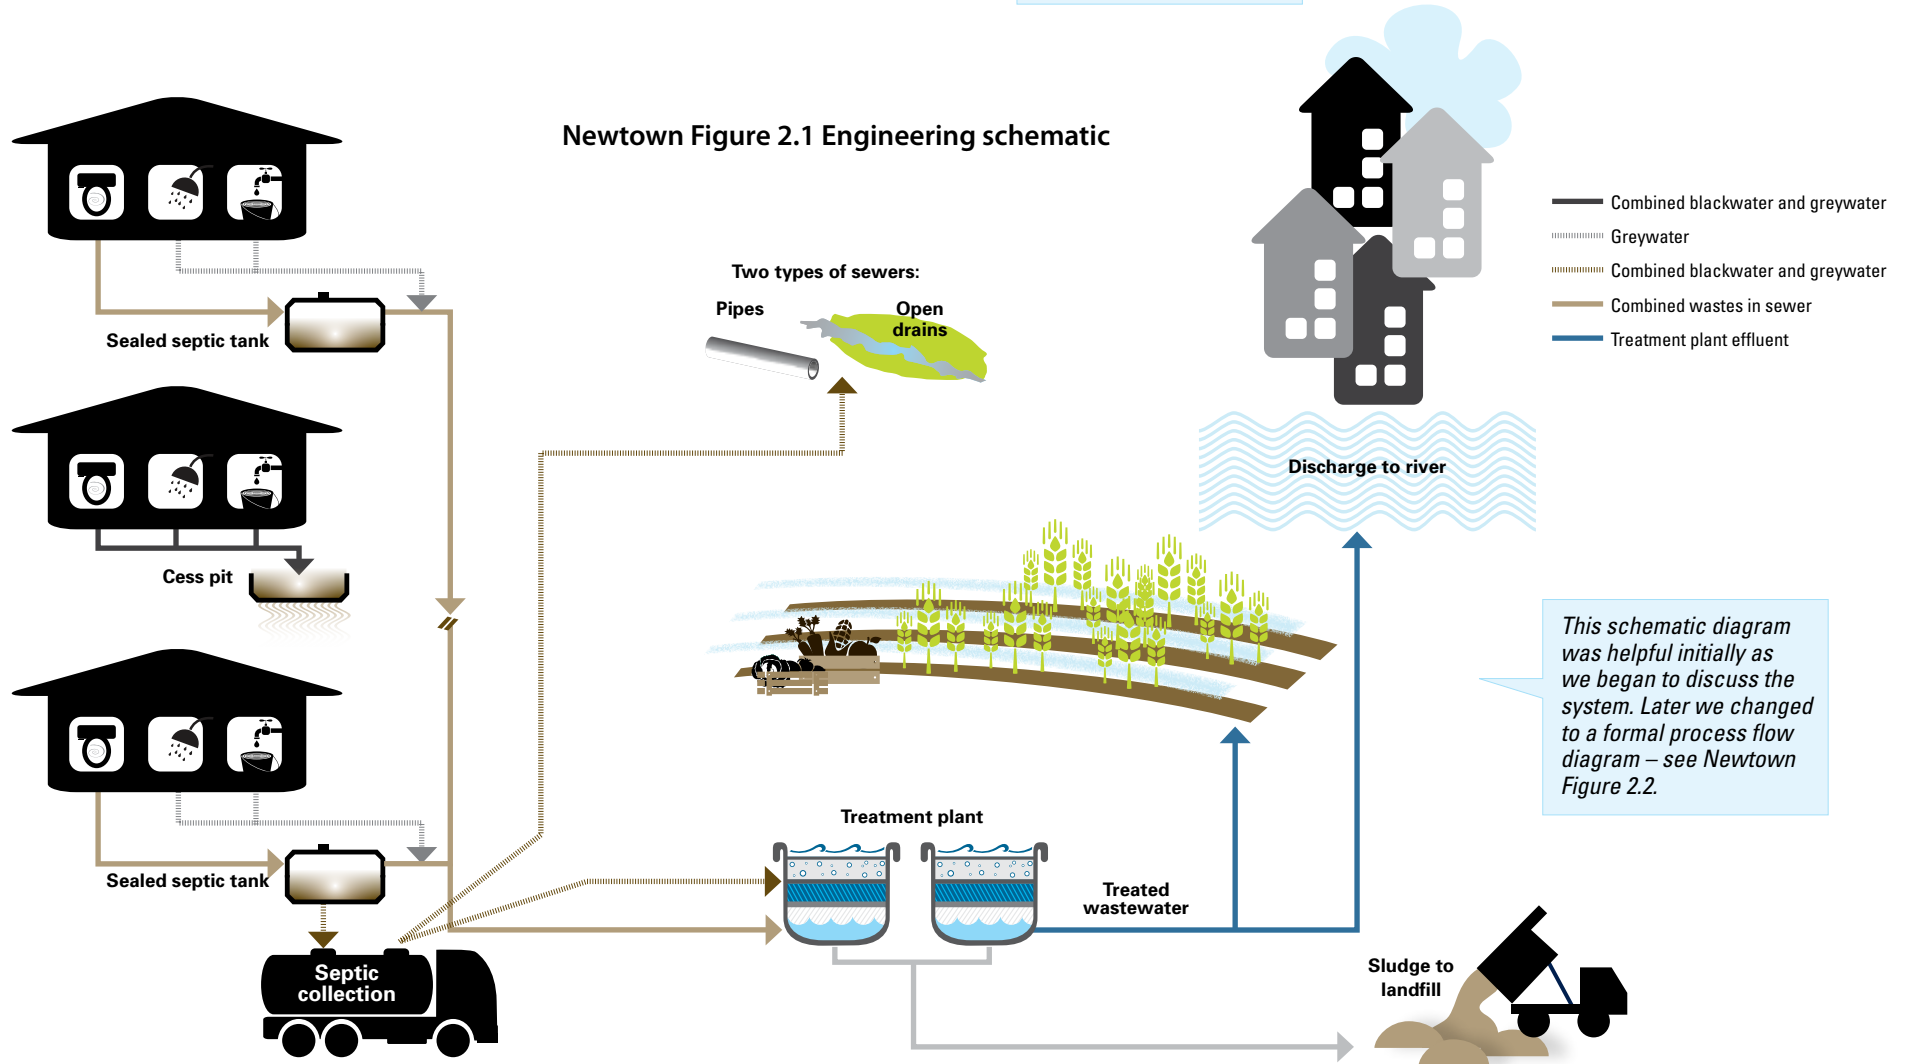 Newtown Figure 2.1 Engineering schematic
Combined blackwater and greywater
Greywater
Combined blackwater and greywater
Combined wastes in sewer
Treatment plant effluent
Two types of sewers:
Pipes
Open
drains
Sealed septic tank
Discharge to river
Cess pit
This schematic diagram
was helpful initially as
we began to discuss the
system. Later we changed
to a formal process flow
diagram – see Newtown
Figure 2.2.
Treatment plant
Sealed septic tank
Treated
wastewater
Septic
collection
Sludge to
landfill